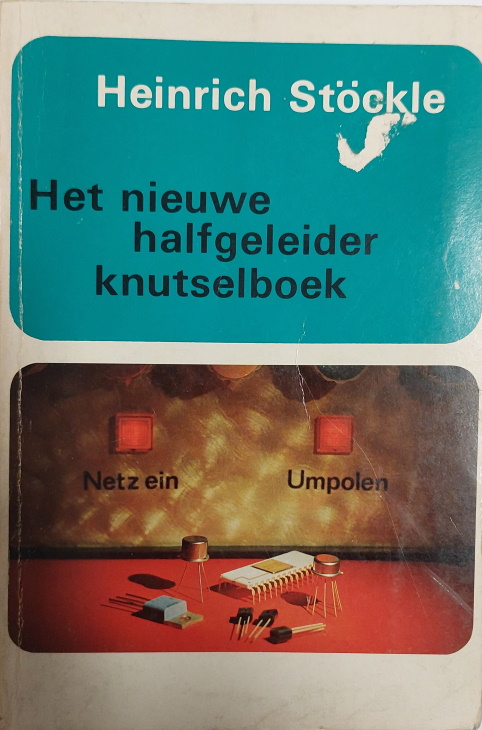 Heinrich Stöckle
Het nieuwe
halfgeleider
knutselboek
Netz ein
Umpolen